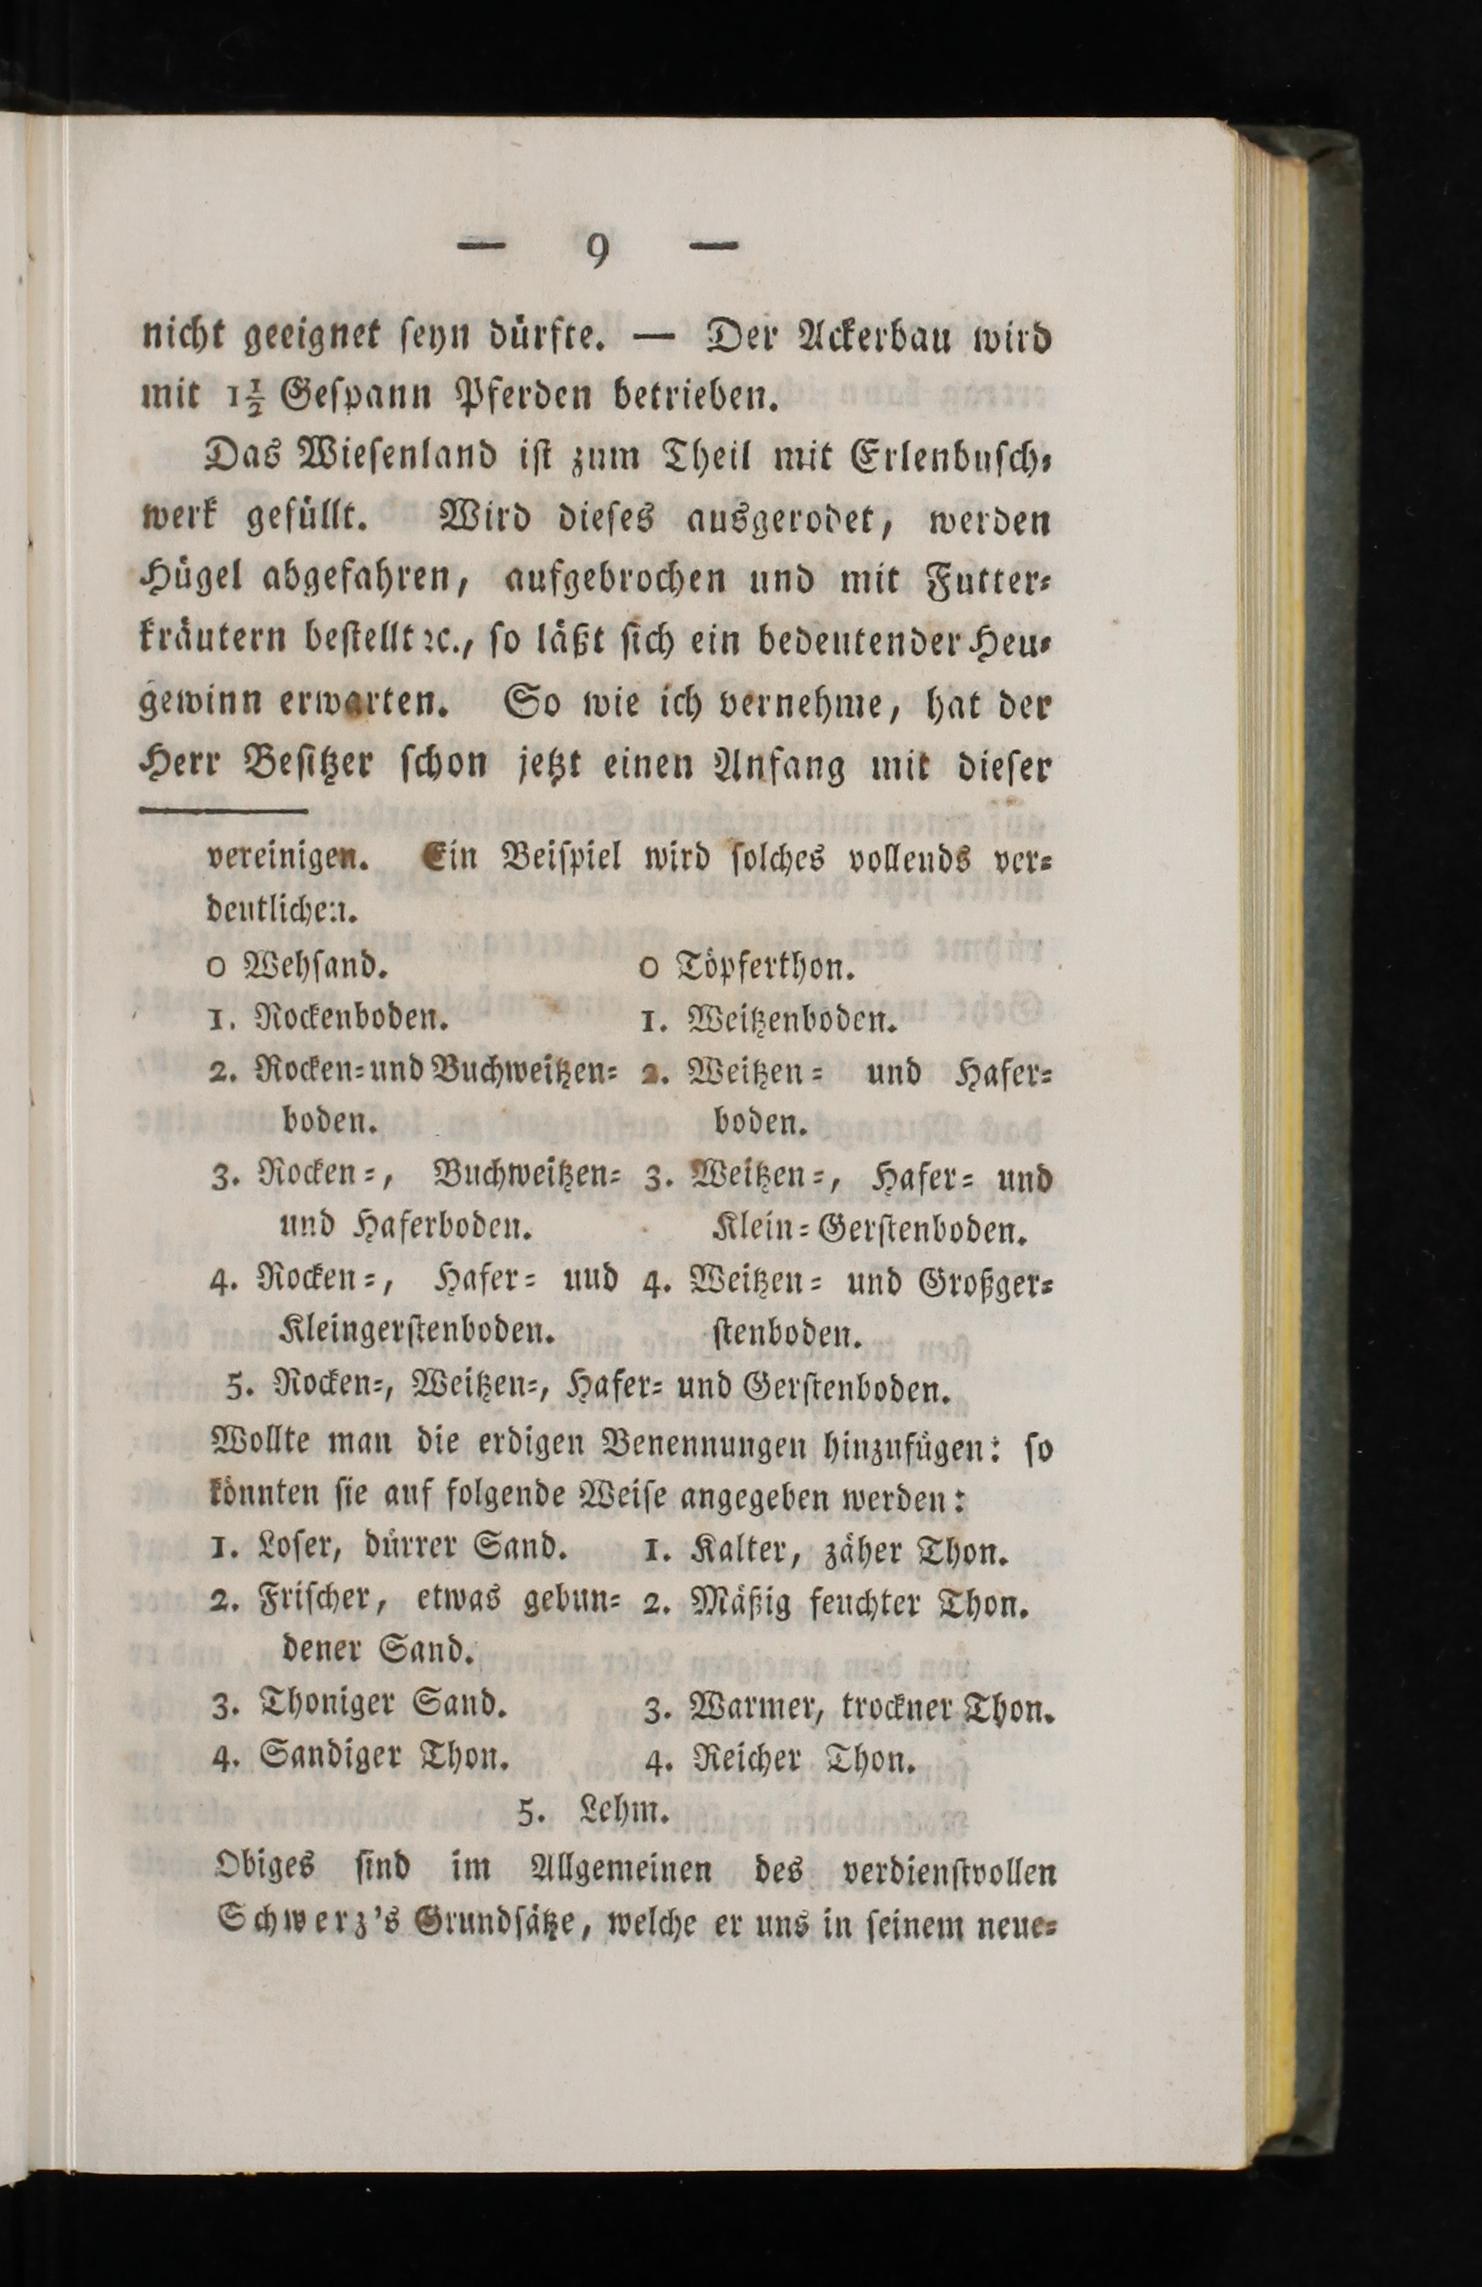 — 9 —
nicht geeignet ſeyn dürfte. — Der Ackerbau wird
mit 1½ Geſpann Pferden betrieben.
Das Wieſenland iſt zum Theil mit Erlenbuſch⸗
werk gefüllt. Wird dieſes ausgerodet, werden
Hügel abgefahren, aufgebrochen und mit Futter⸗
kräutern beſtellt ꝛc., ſo läßt ſich ein bedeutender Heu⸗
gewinn erwarten. So wie ich vernehme, hat der
Herr Beſitzer ſchon jetzt einen Anfang mit dieſer
vereinigen. Ein Beiſpiel wird ſolches vollends ver⸗
deutlichen.
0 Wehſand. 0 Töpferthon.
1. Rockenboden. 1. Weitzenboden.
2. Rocken⸗ und Buchweitzen⸗ 2. Weitzen⸗ und Hafer⸗
boden. boden.
3. Rocken⸗, Buchweitzen⸗ 3. Weitzen⸗, Hafer⸗ und
und Haferboden. Klein⸗Gerſtenboden.
4. Rocken⸗, Hafer⸗ uud 4. Weitzen⸗ und Großger⸗
Kleingerſtenboden. ſtenboden.
5. Rocken⸗, Weitzen⸗, Hafer⸗ und Gerſtenboden.
Wollte man die erdigen Benennungen hinzufügen: ſo
könnten ſie auf folgende Weiſe angegeben werden:
1. Loſer, dürrer Sand. 1. Kalter, zäher Thon.
2. Friſcher, etwas gebun⸗ 2. Mäßig feuchter Thon.
dener Sand.
3. Thoniger Sand. 3. Warmer, trockner Thon.
4. Sandiger Thon. 4. Reicher Thon.
5. Lehm.
Obiges ſind im Allgemeinen des verdienſtvollen
Schwerz's Grundſätze, welche er uns in ſeinem neue⸗